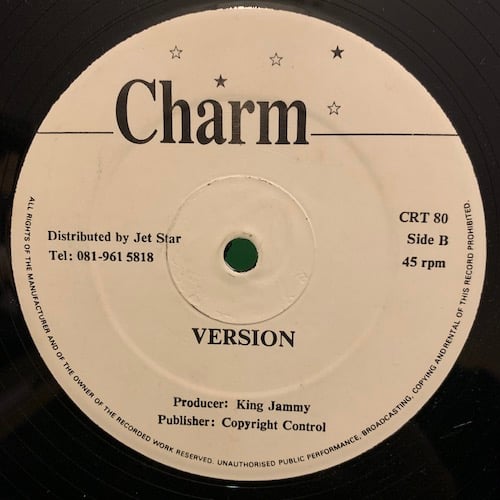 Charm
Distributed by Jet Star
Tel: 081-961 5818
CRT 80
Side B
45 rpm
VERSION
Producer: King Jammy
Publisher: Copyright Control
ALL RIGHTS OF THE MANUFACTURER AND OF THE OWNER OF THE RECORDED WORK RESERVED. UNAUTHORISED PUBLIC PERFORMANCE, BROADCASTING, COPYING ANDRENTAL OF THIS RECORD PROHIBITED.